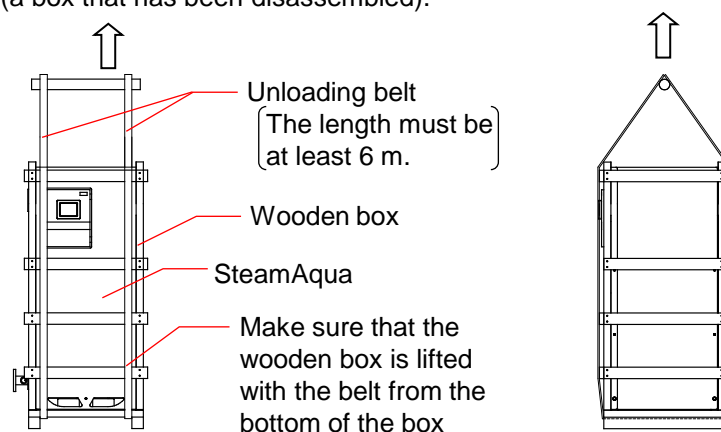 (a box that has been disassembled).
Unloading belt
The length must be
at least 6 m.
Wooden box
SteamAqua
Make sure that the
wooden box is lifted
with the belt from the
bottom of the box